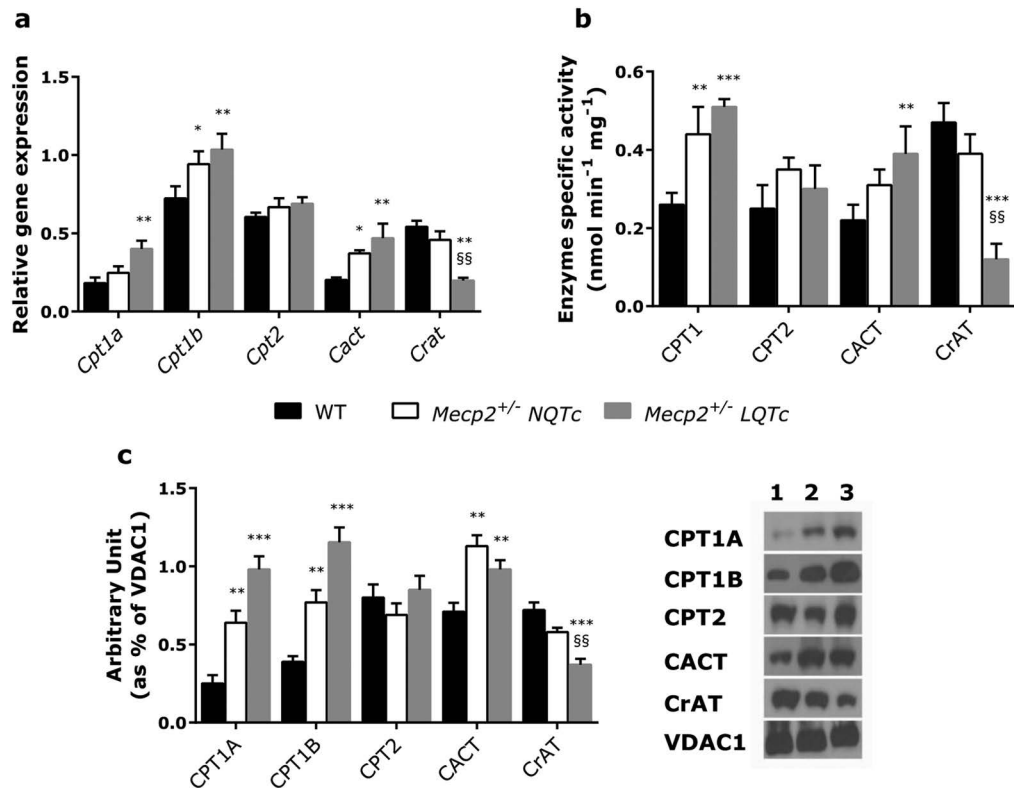 a
Relative gene expression
1.5
1.0
0.5
0.0
*
**
**
*
**
**
§§
Cpt1a
Cpt1b
Cpt2
Cact
Crat
b
Enzyme specific activity
(nmol min⁻¹ mg⁻¹)
0.6
0.4
0.2
0.0
**
***
**
***
§§
CPT1
CPT2
CACT
CrAT
WT
Mecp2⁺/⁻ NQTc
Mecp2⁺/⁻ LQTc
c
Arbitrary Unit
(as % of VDAC1)
1.5
1.0
0.5
0.0
**
***
**
***
**
**
***
§§
CPT1A
CPT1B
CPT2
CACT
CrAT
1 2 3
CPT1A
CPT1B
CPT2
CACT
CrAT
VDAC1